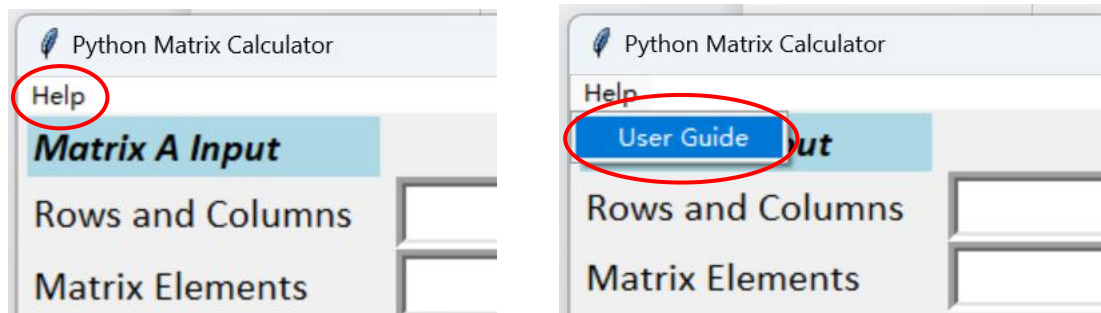 Python Matrix Calculator
Help
Matrix A Input
Rows and Columns
Matrix Elements
Python Matrix Calculator
Help
User Guide
ut
Rows and Columns
Matrix Elements